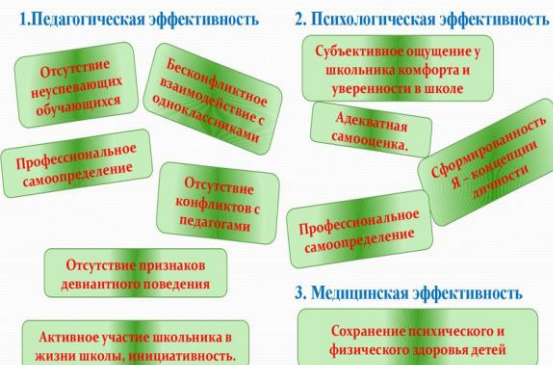 1.Педагогическая эффективность
Отсутствие
неуспевающих
обучающихся
Бесконфликтное
взаимодействие с
одноклассниками
Профессиональное
самоопределение
Отсутствие
конфликтов с
педагогами
Отсутствие признаков
девиантного поведения
Активное участие школьника в
жизни школы, инициативность.
2. Психологическая эффективность
Субъективное ощущение у
школьника комфорта и
уверенности в школе
Адекватная
самооценка.
Сформированность
Я – концепции
личности
Профессиональное
самоопределение
3. Медицинская эффективность
Сохранение психического и
физического здоровья детей